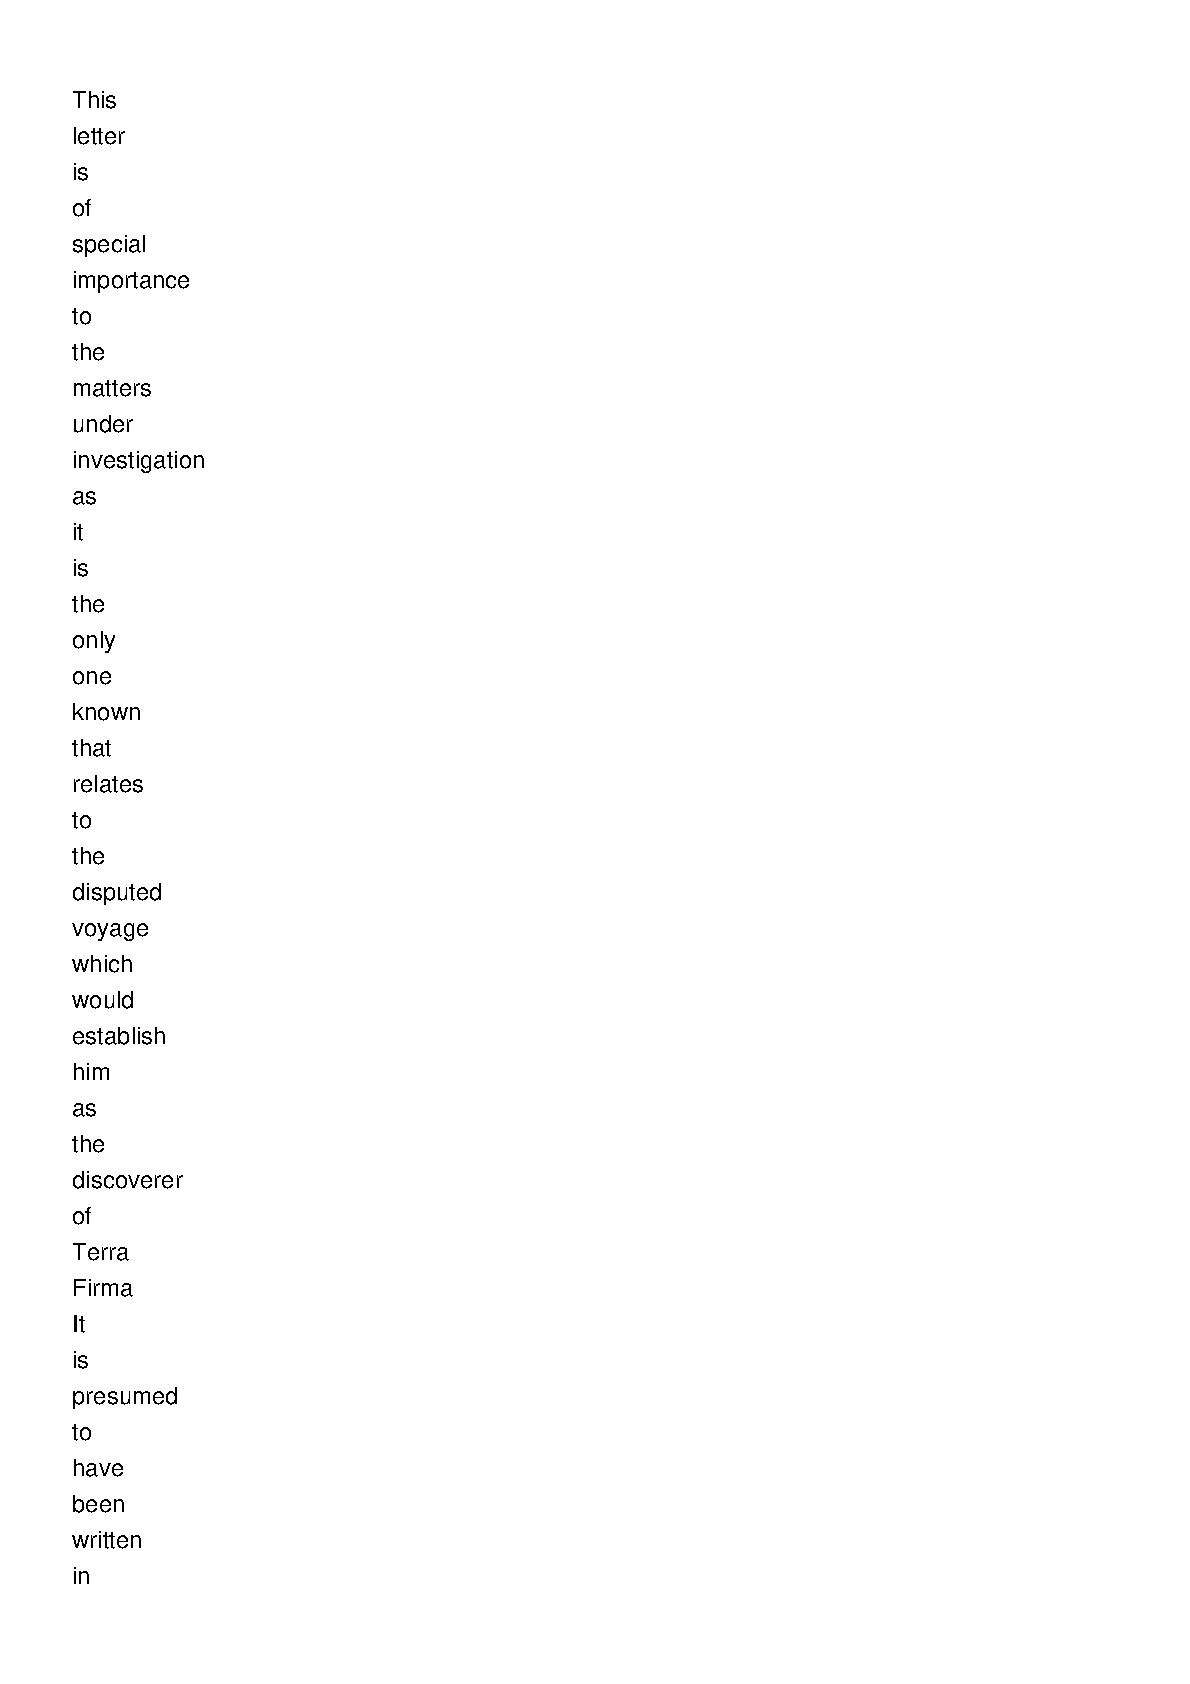 This
letter
is
of
special
importance
to
the
matters
under
investigation
as
it
is
the
only
one
known
that
relates
to
the
disputed
voyage
which
would
establish
him
as
the
discoverer
of
Terra
Firma
It
is
presumed
to
have
been
written
in